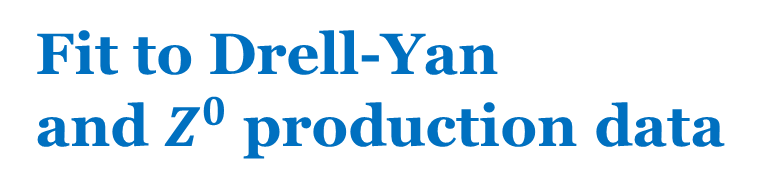 Fit to Drell-Yan
and Z⁰ production data